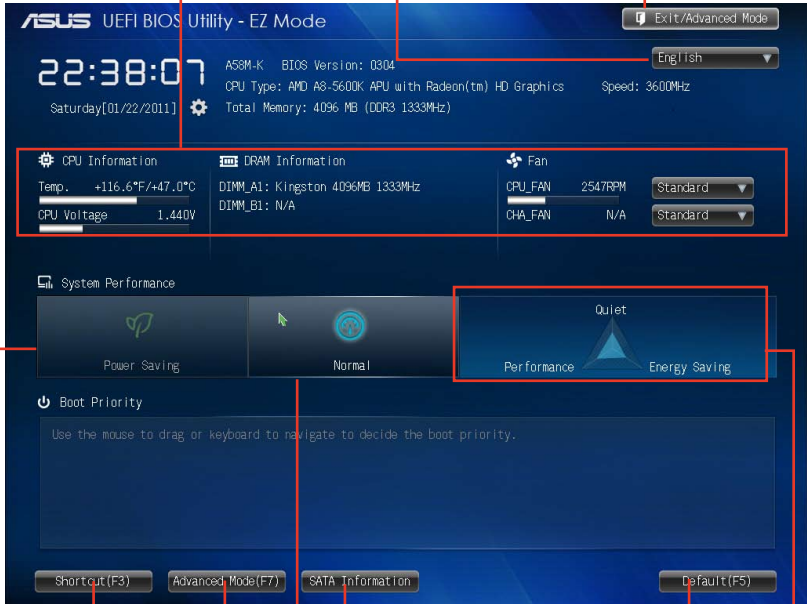 ASUS UEFI BIOS Utility - EZ Mode
Exit/Advanced Mode
English
22:38:07
Saturday[01/22/2011]
A58M-K BIOS Version: 0304
CPU Type: AMD A8-5600K APU with Radeon(tm) HD Graphics Speed: 3600MHz
Total Memory: 4096 MB (DDR3 1333MHz)
CPU Information
Temp. +116.6°F/+47.0°C
CPU Voltage 1.440V
DRAM Information
DIMM_A1: Kingston 4096MB 1333MHz
DIMM_B1: N/A
Fan
CPU_FAN 2547RPM Standard
CHA_FAN N/A Standard
System Performance
Power Saving
Normal
Quiet
Performance
Energy Saving
Boot Priority
Use the mouse to drag or keyboard to navigate to decide the boot priority.
Shortcut(F3)
Advanced Mode(F7)
SATA Information
Default(F5)